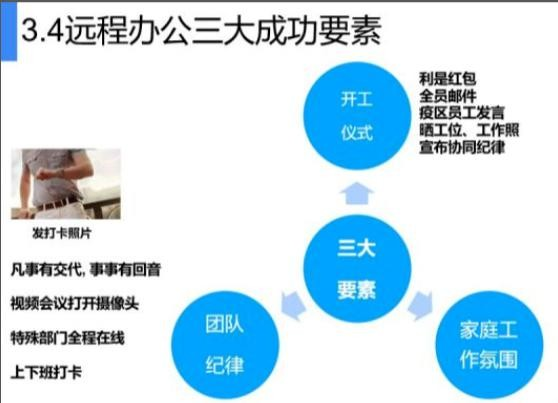 3.4远程办公三大成功要素
开工
仪式
利是红包
全员邮件
疫区员工发言
晒工位、工作照
宣布协同纪律
发打卡照片
三大
要素
凡事有交代, 事事有回音
视频会议打开摄像头
特殊部门全程在线
上下班打卡
团队
纪律
家庭工
作氛围